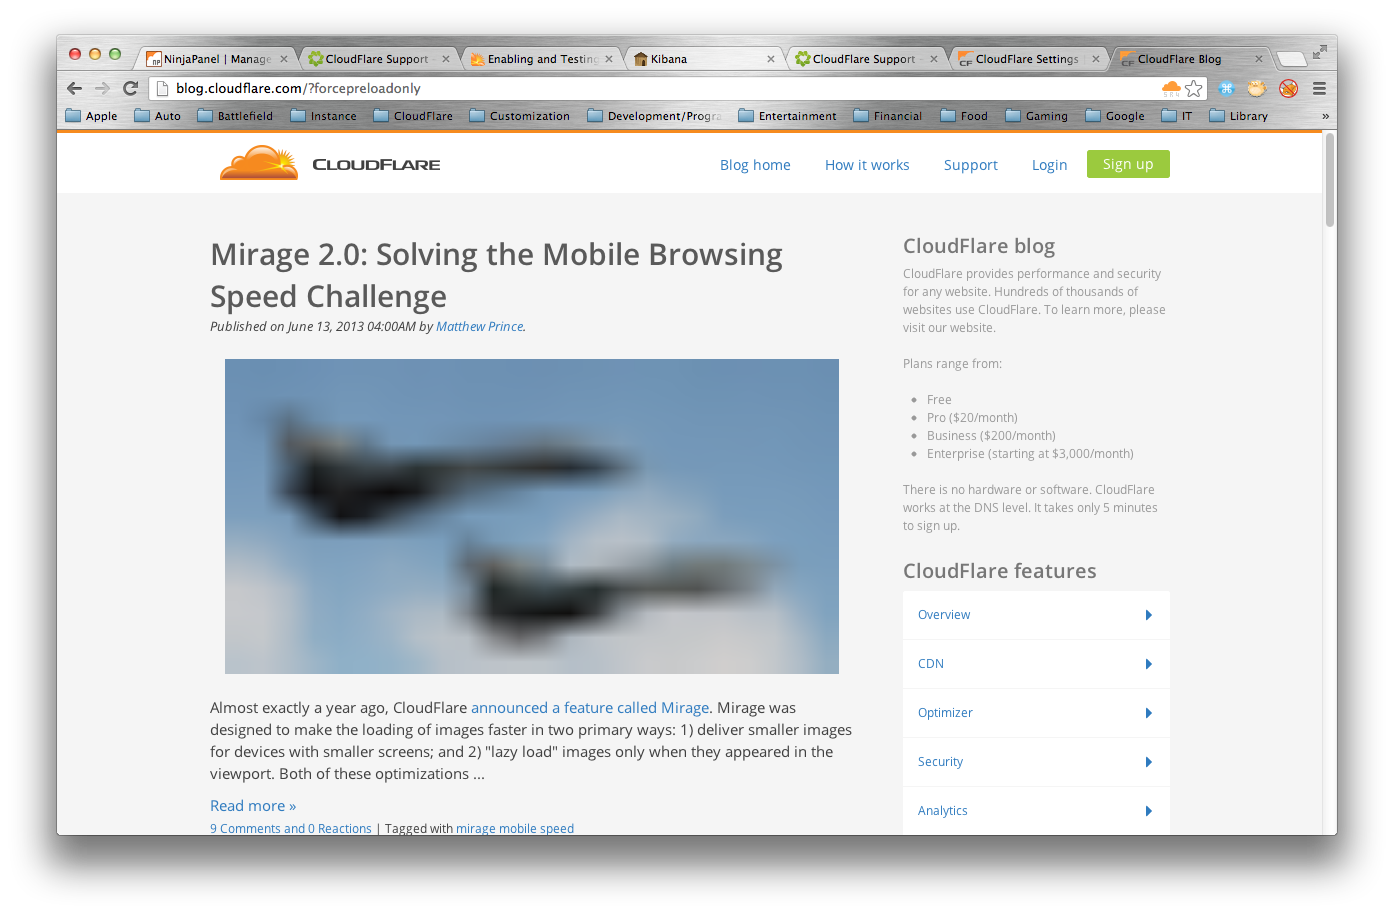 NinjaPanel | Manage
CloudFlare Support -
Enabling and Testing
Kibana
CloudFlare Support -
CloudFlare Settings |
CloudFlare Blog
blog.cloudflare.com/?forcepreloadonly
Apple Auto Battlefield Instance CloudFlare Customization Development/Progra Entertainment Financial Food Gaming Google IT Library »
CLOUDFLARE
Blog home How it works Support Login Sign up
Mirage 2.0: Solving the Mobile Browsing
Speed Challenge
Published on June 13, 2013 04:00AM by Matthew Prince.
Almost exactly a year ago, CloudFlare announced a feature called Mirage. Mirage was
designed to make the loading of images faster in two primary ways: 1) deliver smaller images
for devices with smaller screens; and 2) "lazy load" images only when they appeared in the
viewport. Both of these optimizations ...
Read more »
9 Comments and 0 Reactions | Tagged with mirage mobile speed
CloudFlare blog
CloudFlare provides performance and security
for any website. Hundreds of thousands of
websites use CloudFlare. To learn more, please
visit our website.
Plans range from:
Free
Pro ($20/month)
Business ($200/month)
Enterprise (starting at $3,000/month)
There is no hardware or software. CloudFlare
works at the DNS level. It takes only 5 minutes
to sign up.
CloudFlare features
Overview
CDN
Optimizer
Security
Analytics